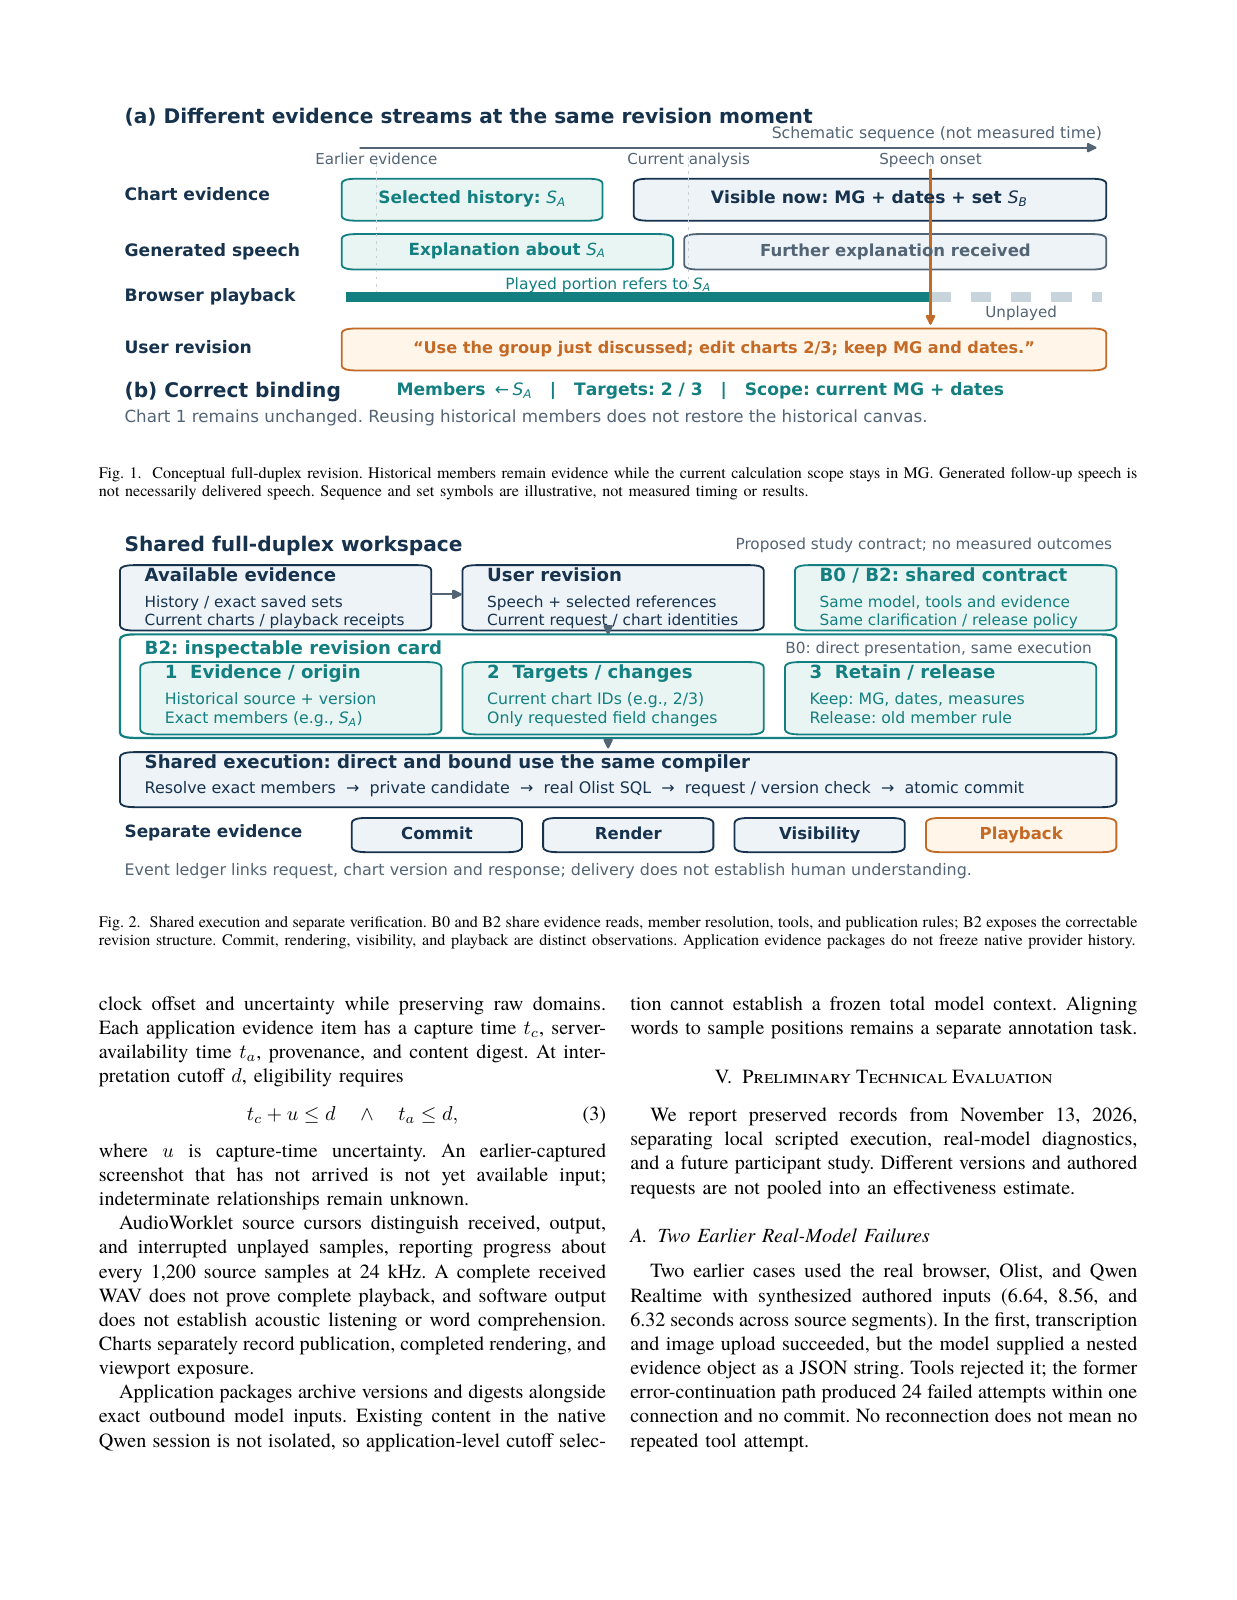 (a) Different evidence streams at the same revision moment
Schematic sequence (not measured time)
Earlier evidence Current analysis Speech onset
Chart evidence Selected history: S_A Visible now: MG + dates + set S_B
Generated speech Explanation about S_A Further explanation received
Played portion refers to S_A
Browser playback
Unplayed
User revision “Use the group just discussed; edit charts 2/3; keep MG and dates.”
(b) Correct binding Members ← S_A | Targets: 2 / 3 | Scope: current MG + dates
Chart 1 remains unchanged. Reusing historical members does not restore the historical canvas.
Fig. 1. Conceptual full-duplex revision. Historical members remain evidence while the current calculation scope stays in MG. Generated follow-up speech is
not necessarily delivered speech. Sequence and set symbols are illustrative, not measured timing or results.
Shared full-duplex workspace Proposed study contract; no measured outcomes
Available evidence
History / exact saved sets
Current charts / playback receipts
User revision
Speech + selected references
Current request / chart identities
B0 / B2: shared contract
Same model, tools and evidence
Same clarification / release policy
B2: inspectable revision card B0: direct presentation, same execution
1 Evidence / origin
Historical source + version
Exact members (e.g., S_A)
2 Targets / changes
Current chart IDs (e.g., 2/3)
Only requested field changes
3 Retain / release
Keep: MG, dates, measures
Release: old member rule
Shared execution: direct and bound use the same compiler
Resolve exact members → private candidate → real Olist SQL → request / version check → atomic commit
Separate evidence Commit Render Visibility Playback
Event ledger links request, chart version and response; delivery does not establish human understanding.
Fig. 2. Shared execution and separate verification. B0 and B2 share evidence reads, member resolution, tools, and publication rules; B2 exposes the correctable
revision structure. Commit, rendering, visibility, and playback are distinct observations. Application evidence packages do not freeze native provider history.
clock offset and uncertainty while preserving raw domains.
Each application evidence item has a capture time t_c, server-
availability time t_a, provenance, and content digest. At inter-
pretation cutoff d, eligibility requires
t_c + u ≤ d ∧ t_a ≤ d, (3)
where u is capture-time uncertainty. An earlier-captured
screenshot that has not arrived is not yet available input;
indeterminate relationships remain unknown.
AudioWorklet source cursors distinguish received, output,
and interrupted unplayed samples, reporting progress about
every 1,200 source samples at 24 kHz. A complete received
WAV does not prove complete playback, and software output
does not establish acoustic listening or word comprehension.
Charts separately record publication, completed rendering, and
viewport exposure.
Application packages archive versions and digests alongside
exact outbound model inputs. Existing content in the native
Qwen session is not isolated, so application-level cutoff selec-
tion cannot establish a frozen total model context. Aligning
words to sample positions remains a separate annotation task.
V. Preliminary Technical Evaluation
We report preserved records from November 13, 2026,
separating local scripted execution, real-model diagnostics,
and a future participant study. Different versions and authored
requests are not pooled into an effectiveness estimate.
A. Two Earlier Real-Model Failures
Two earlier cases used the real browser, Olist, and Qwen
Realtime with synthesized authored inputs (6.64, 8.56, and
6.32 seconds across source segments). In the first, transcription
and image upload succeeded, but the model supplied a nested
evidence object as a JSON string. Tools rejected it; the former
error-continuation path produced 24 failed attempts within one
connection and no commit. No reconnection does not mean no
repeated tool attempt.